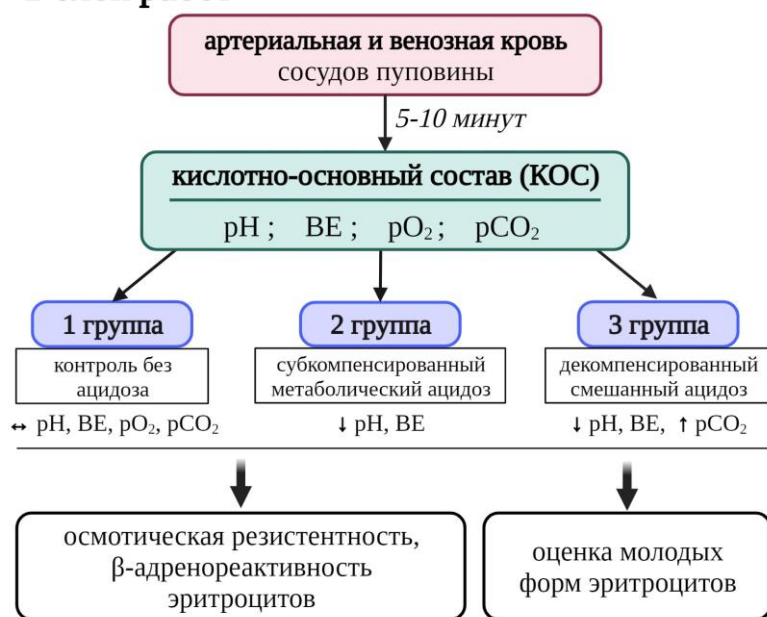 артериальная и венозная кровь
сосудов пуповины
5-10 минут
кислотно-основный состав (КОС)
pH ; BE ; pO₂ ; pCO₂
1 группа
контроль без
ацидоза
↔ pH, BE, pO₂, pCO₂
2 группа
субкомпенсированный
метаболический ацидоз
↓ pH, BE
3 группа
декомпенсированный
смешанный ацидоз
↓ pH, BE, ↑ pCO₂
осмотическая резистентность,
β-адренореактивность
эритроцитов
оценка молодых
форм эритроцитов